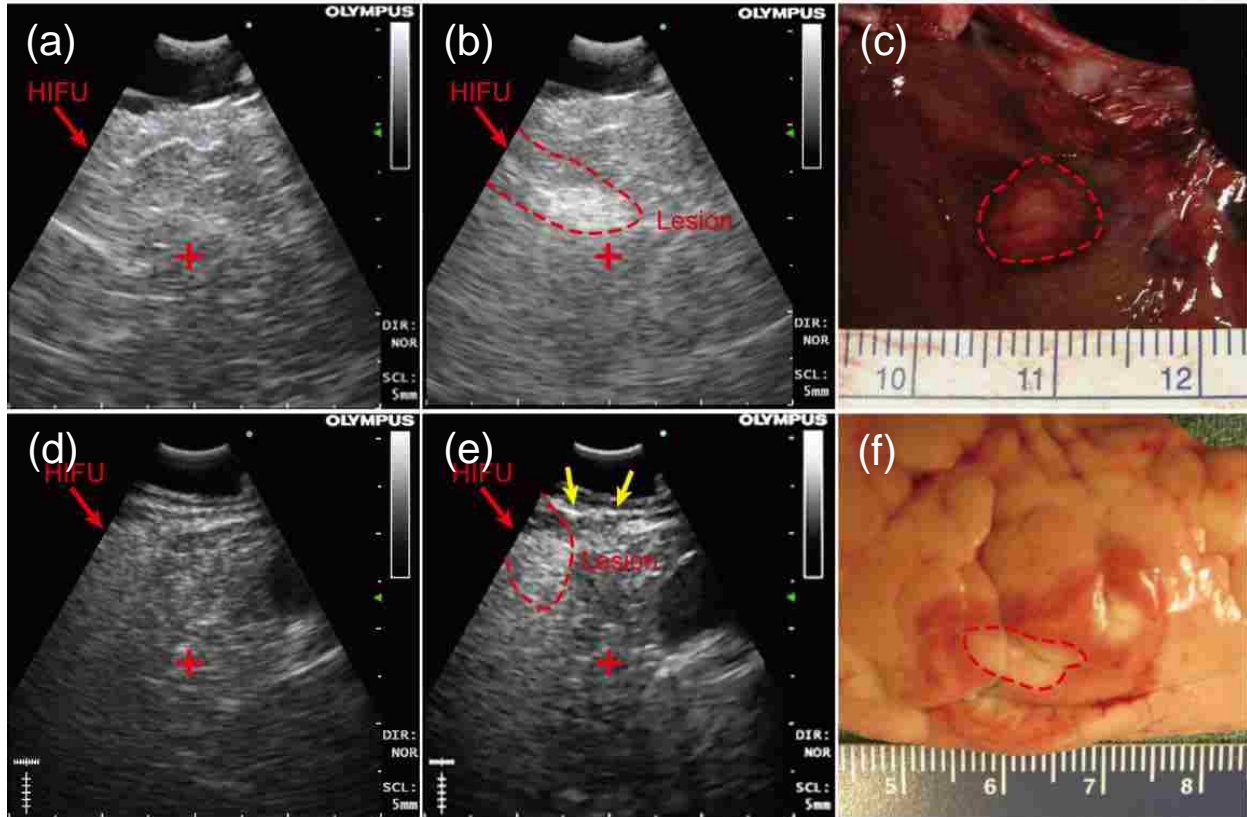 (a)
OLYMPUS
HIFU
DIR:
NOR
SCL:
5mm
(b)
OLYMPUS
HIFU
Lesion
DIR:
NOR
SCL:
5mm
(c)
10 11 12
(d)
OLYMPUS
HIFU
DIR:
NOR
SCL:
5mm
(e)
OLYMPUS
HIFU
Lesion
DIR:
NOR
SCL:
5mm
(f)
5 6 7 8